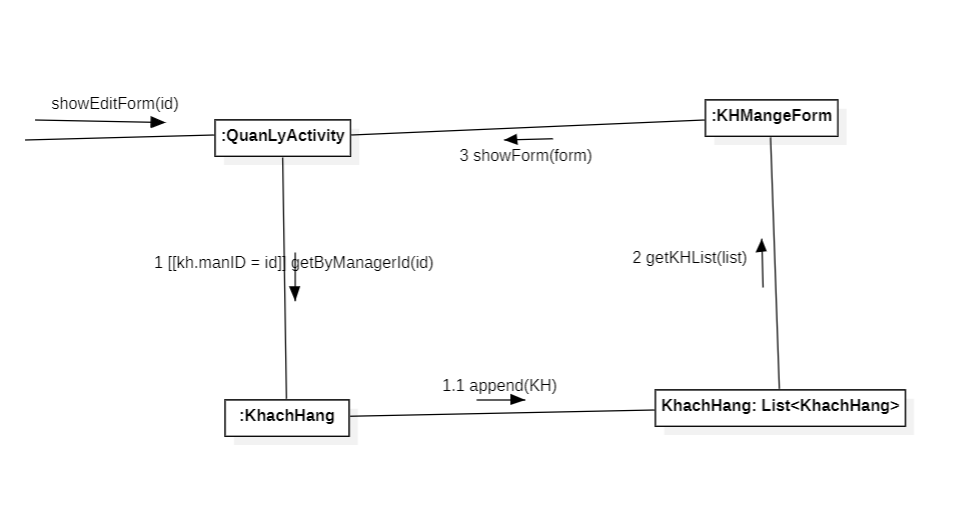 showEditForm(id)
:QuanLyActivity
:KHMangeForm
3 showForm(form)
1 [[kh.manID = id]] getByManagerId(id)
2 getKHList(list)
1.1 append(KH)
:KhachHang
KhachHang: List<KhachHang>